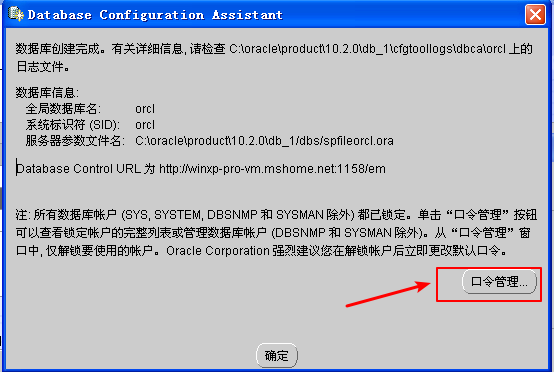 Database Configuration Assistant
数据库创建完成。有关详细信息, 请检查 C:\oracle\product\10.2.0\db_1\cfgtoollogs\dbca\orcl 上的
日志文件。
数据库信息:
全局数据库名: orcl
系统标识符 (SID): orcl
服务器参数文件名: C:\oracle\product\10.2.0\db_1/dbs/spfileorcl.ora
Database Control URL 为 http://winxp-pro-vm.mshome.net:1158/em
注: 所有数据库帐户 (SYS, SYSTEM, DBSNMP 和 SYSMAN 除外) 都已锁定。单击“口令管理”按钮
可以查看锁定帐户的完整列表或管理数据库帐户 (DBSNMP 和 SYSMAN 除外)。从“口令管理”窗
口中, 仅解锁要使用的帐户。Oracle Corporation 强烈建议您在解锁帐户后立即更改默认口令。
口令管理...
确定